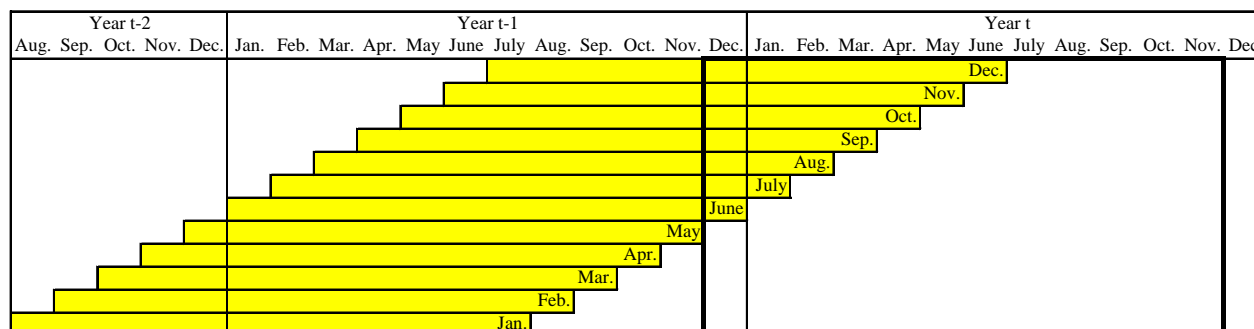 Year t-2 Year t-1 Year t
Aug. Sep. Oct. Nov. Dec. Jan. Feb. Mar. Apr. May June July Aug. Sep. Oct. Nov. Dec. Jan. Feb. Mar. Apr. May June July Aug. Sep. Oct. Nov. Dec
Dec.
Nov.
Oct.
Sep.
Aug.
July
June
May
Apr.
Mar.
Feb.
Jan.